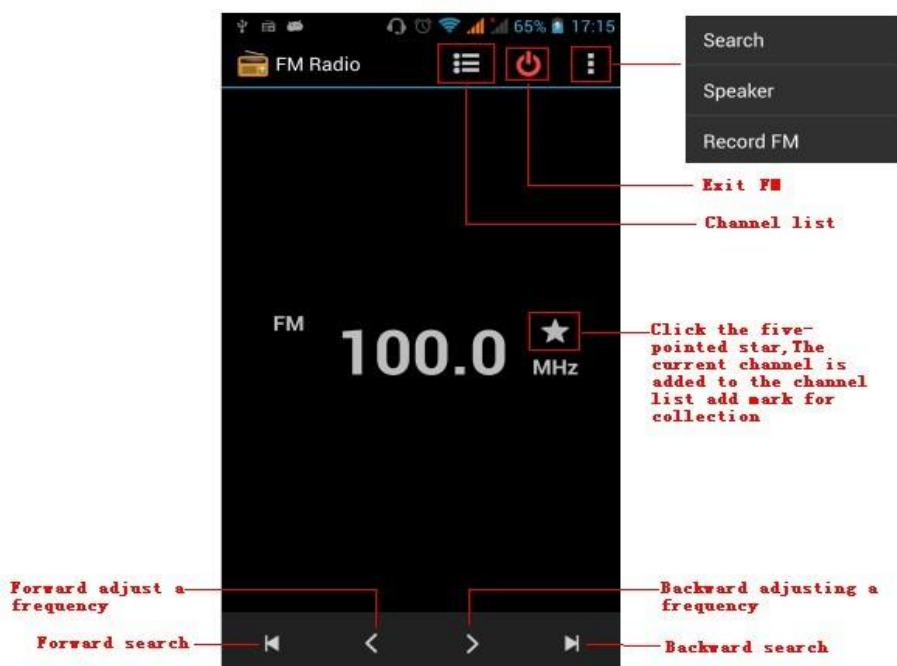 65% 17:15
FM Radio
Search
Speaker
Record FM
Exit FM
Channel list
FM
100.0
MHz
Click the five-
pointed star,The
current channel is
added to the channel
list add mark for
collection
Forward adjust a
frequency
Backward adjusting a
frequency
Forward search
Backward search